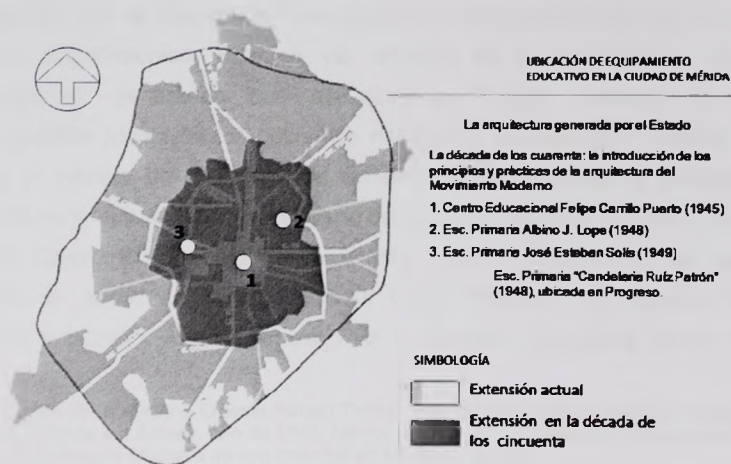 UBICACIÓN DE EQUIPAMIENTO
EDUCATIVO EN LA CIUDAD DE MÉRIDA
La arquitectura generada por el Estado
La década de los cuarenta: la introducción de los
principios y prácticas de la arquitectura del
Movimiento Moderno
1. Centro Educacional Felipe Carrillo Puerto (1945)
2. Esc. Primaria Albino J. Lope (1948)
3. Esc. Primaria José Esteban Solís (1949)
Esc. Primaria "Candelaria Ruíz Patrón"
(1948), ubicada en Progreso.
3
2
1
SIMBOLOGÍA
Extensión actual
Extensión en la década de
los cincuenta